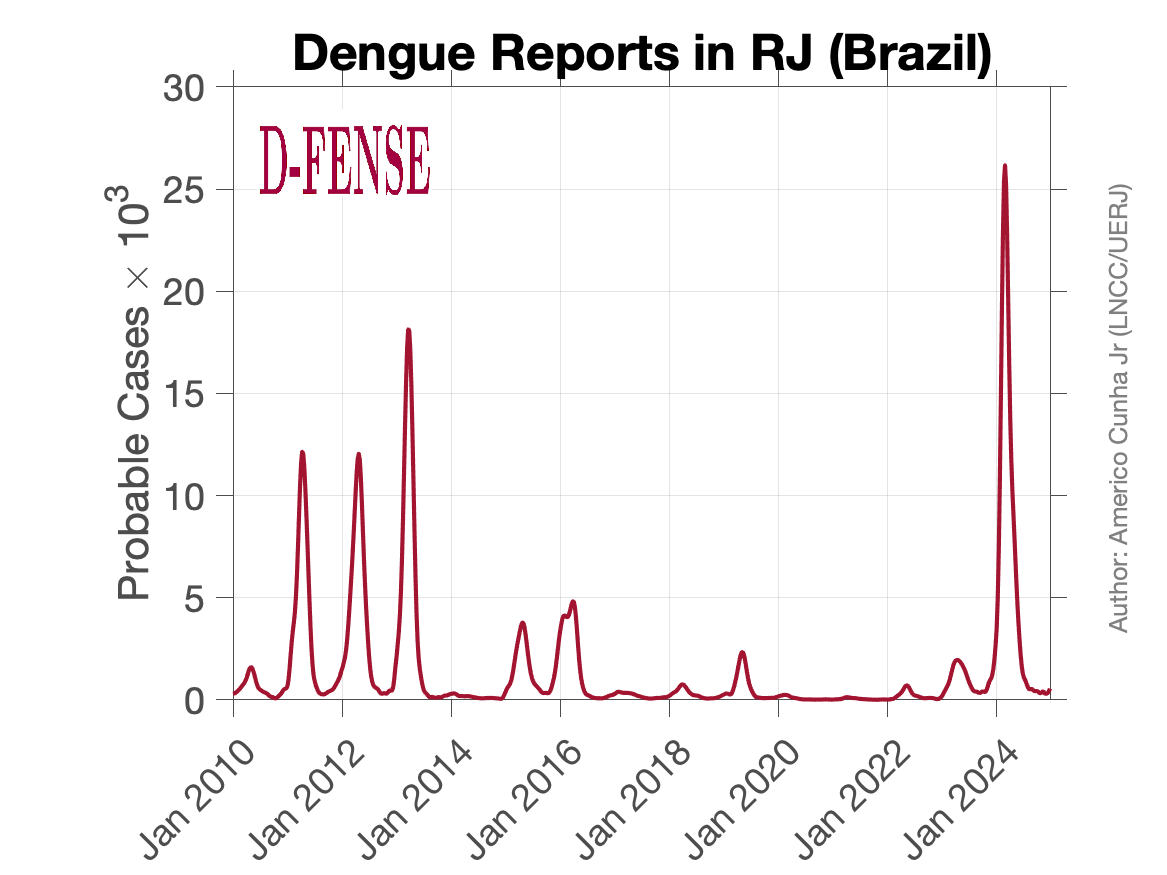 Dengue Reports in RJ (Brazil)
D-FENSE
Probable Cases × 10³
30
25
20
15
10
5
0
Jan 2010
Jan 2012
Jan 2014
Jan 2016
Jan 2018
Jan 2020
Jan 2022
Jan 2024
Author: Americo Cunha Jr (LNCC/UERJ)